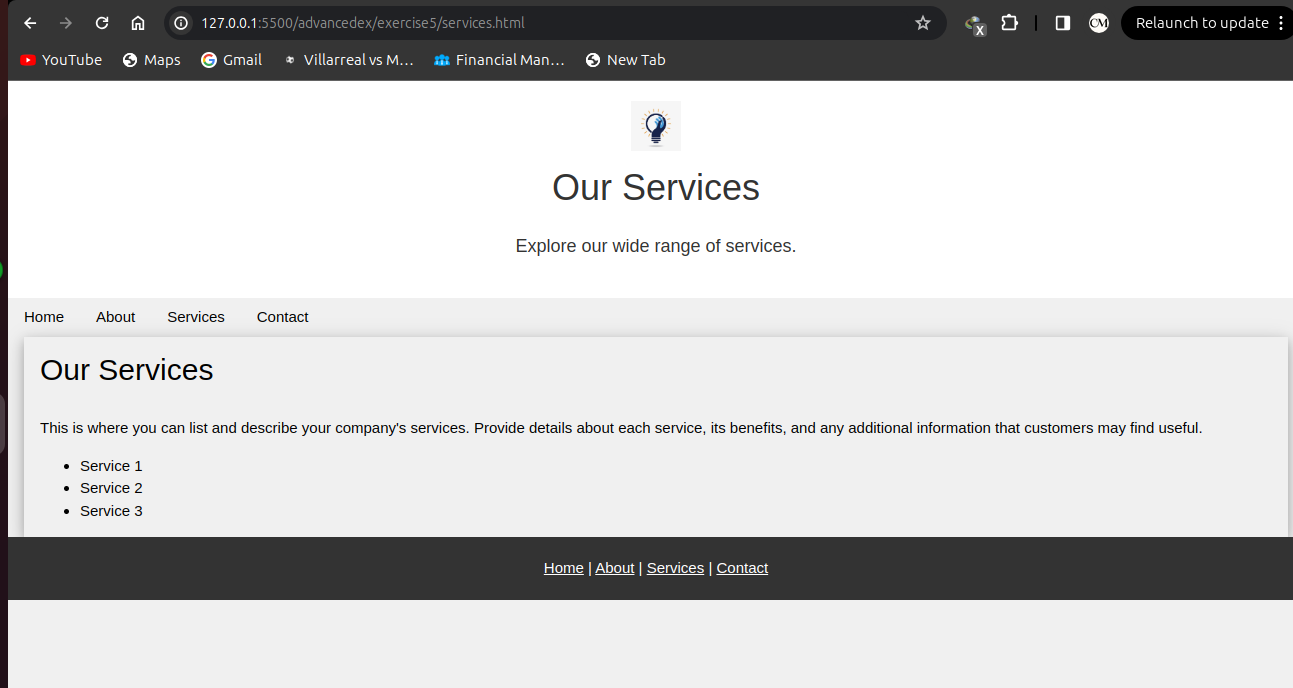 127.0.0.1:5500/advancedex/exercise5/services.html
X
CM
Relaunch to update
YouTube Maps Gmail Villarreal vs M... Financial Man... New Tab
Our Services
Explore our wide range of services.
Home About Services Contact
Our Services
This is where you can list and describe your company's services. Provide details about each service, its benefits, and any additional information that customers may find useful.
• Service 1
• Service 2
• Service 3
Home | About | Services | Contact